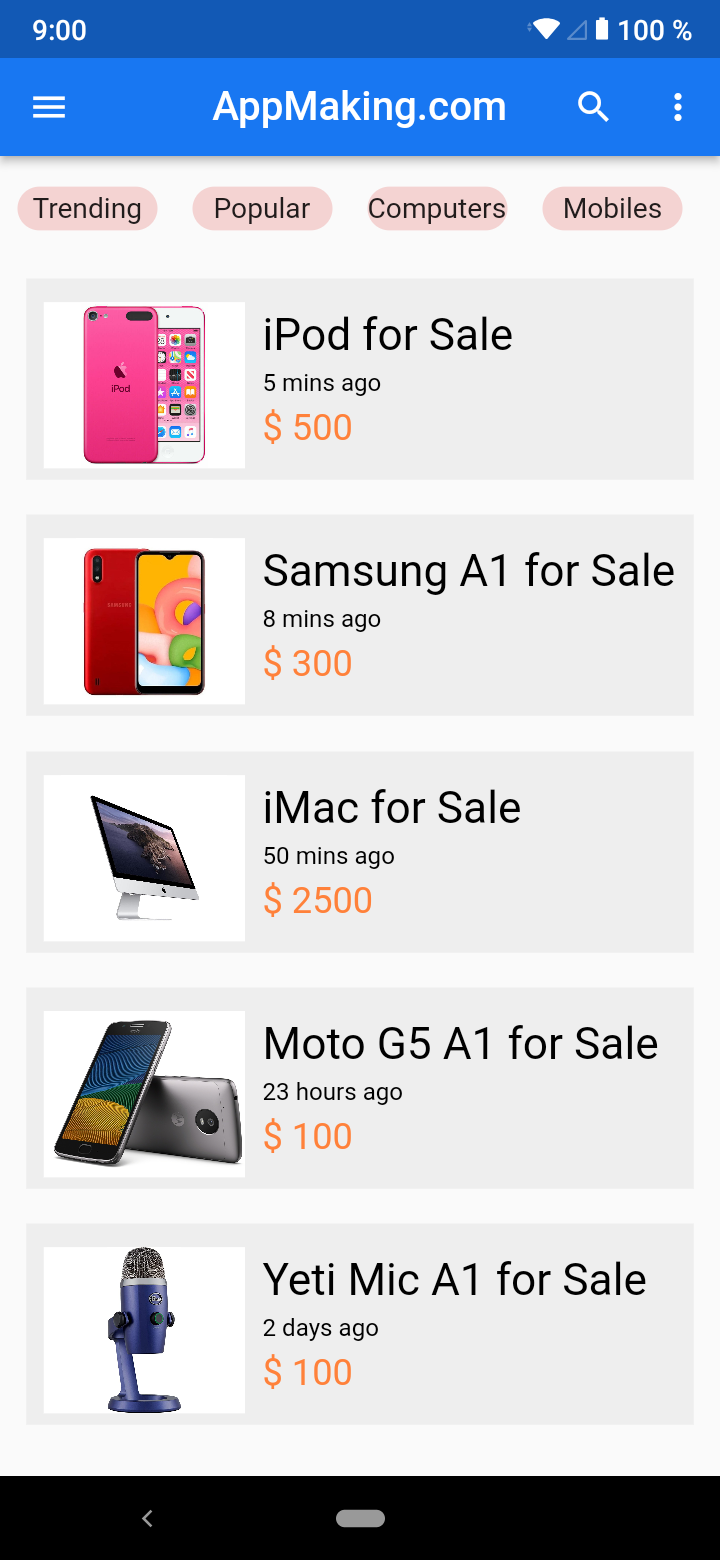 9:00 100 %
AppMaking.com
Trending Popular Computers Mobiles
iPod for Sale
5 mins ago
$ 500
iPod
Samsung A1 for Sale
8 mins ago
$ 300
SAMSUNG
iMac for Sale
50 mins ago
$ 2500
Moto G5 A1 for Sale
23 hours ago
$ 100
Yeti Mic A1 for Sale
2 days ago
$ 100